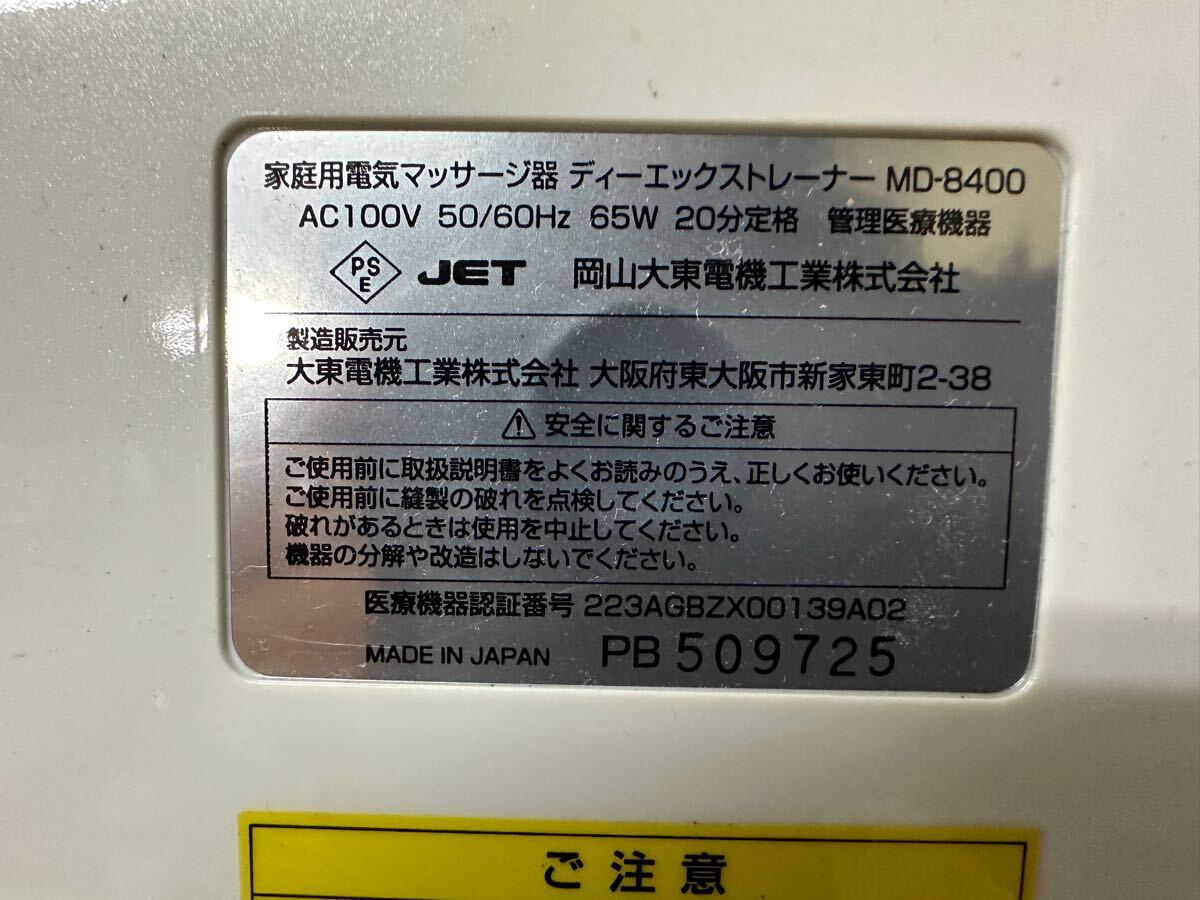 家庭用電気マッサージ器 ディーエックストレーナー MD-8400
AC100V 50/60Hz 65W 20分定格 管理医療機器
PSE JET 岡山大東電機工業株式会社
製造販売元
大東電機工業株式会社 大阪府東大阪市新家東町2-38
⚠ 安全に関するご注意
ご使用前に取扱説明書をよくお読みのうえ、正しくお使いください。
ご使用前に縫製の破れを点検してください。
破れがあるときは使用を中止してください。
機器の分解や改造はしないでください。
医療機器認証番号 223AGBZX00139A02
MADE IN JAPAN PB 509725
ご注意